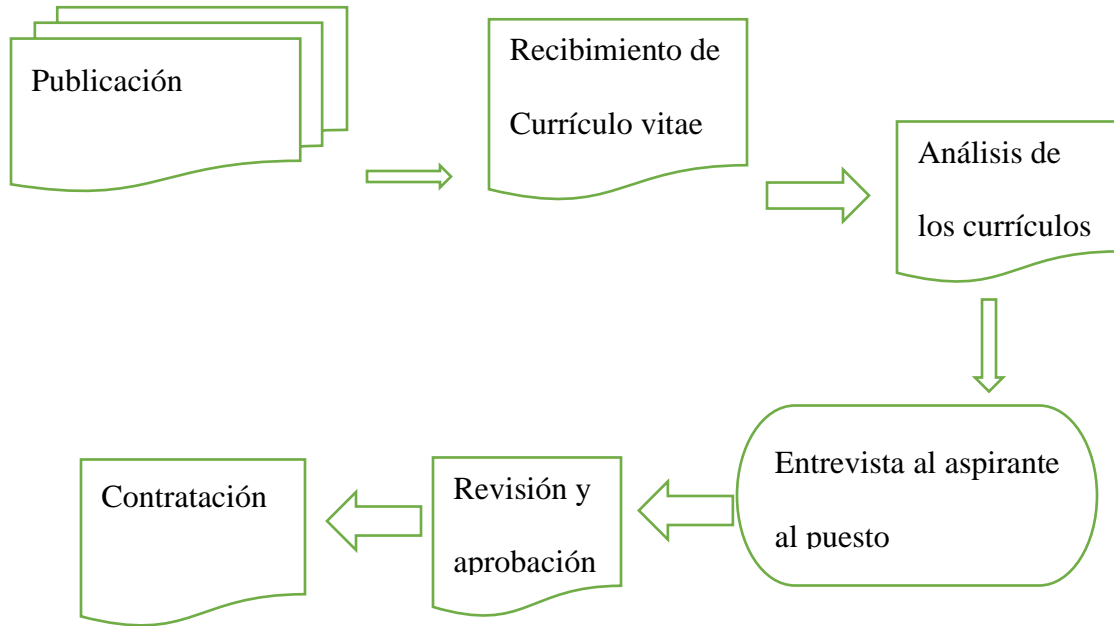 Publicación
Recibimiento de
Currículo vitae
Análisis de
los currículos
Entrevista al aspirante
al puesto
Revisión y
aprobación
Contratación